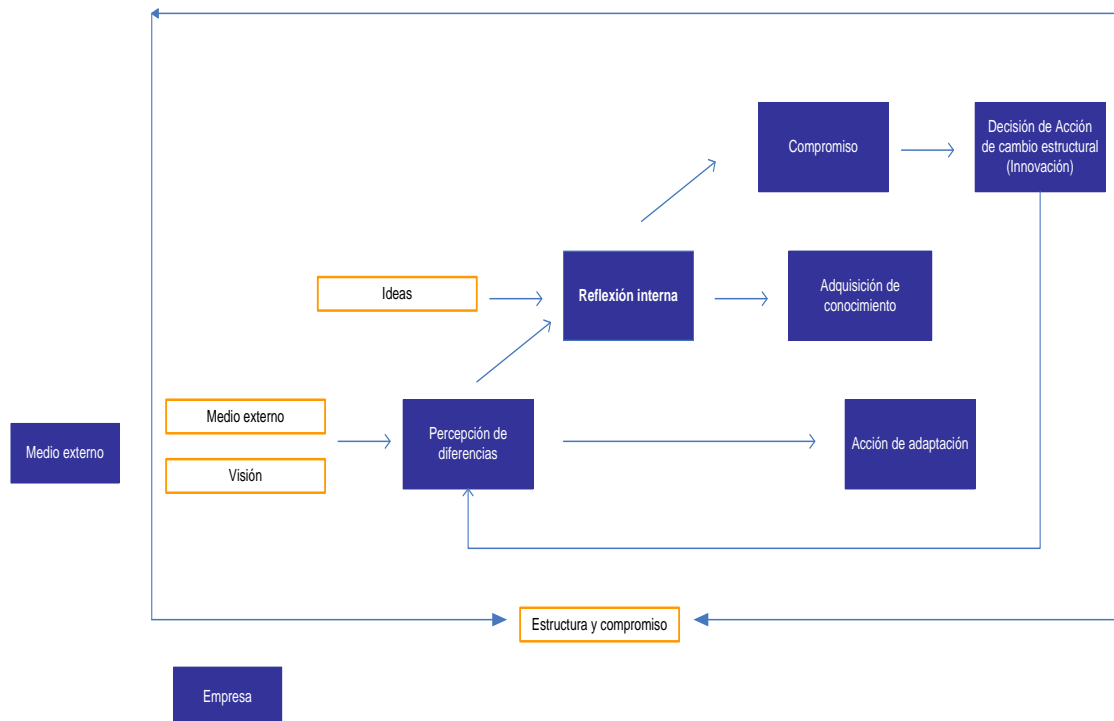 Compromiso
Decisión de Acción
de cambio estructural
(Innovación)
Ideas
Reflexión interna
Adquisición de
conocimiento
Medio externo
Medio externo
Visión
Percepción de
diferencias
Acción de adaptación
Estructura y compromiso
Empresa